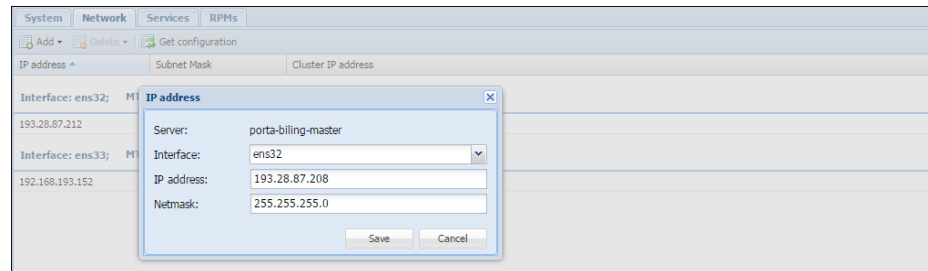 System Network Services RPMs
Add Delete Get configuration
IP address Subnet Mask Cluster IP address
Interface: ens32;
IP address
193.28.87.212
Server: porta-biling-master
Interface: ens32
Interface: ens33;
IP address: 193.28.87.208
192.168.193.152
Netmask: 255.255.255.0
Save Cancel